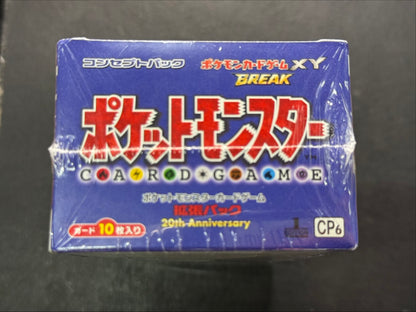 コンセプトパック ポケモンカードゲーム XY
BREAK
ポケットモンスター
CARD GAME
ポケットモンスターカードゲーム
拡張パック
20th Anniversary
カード 10枚入り
CP6